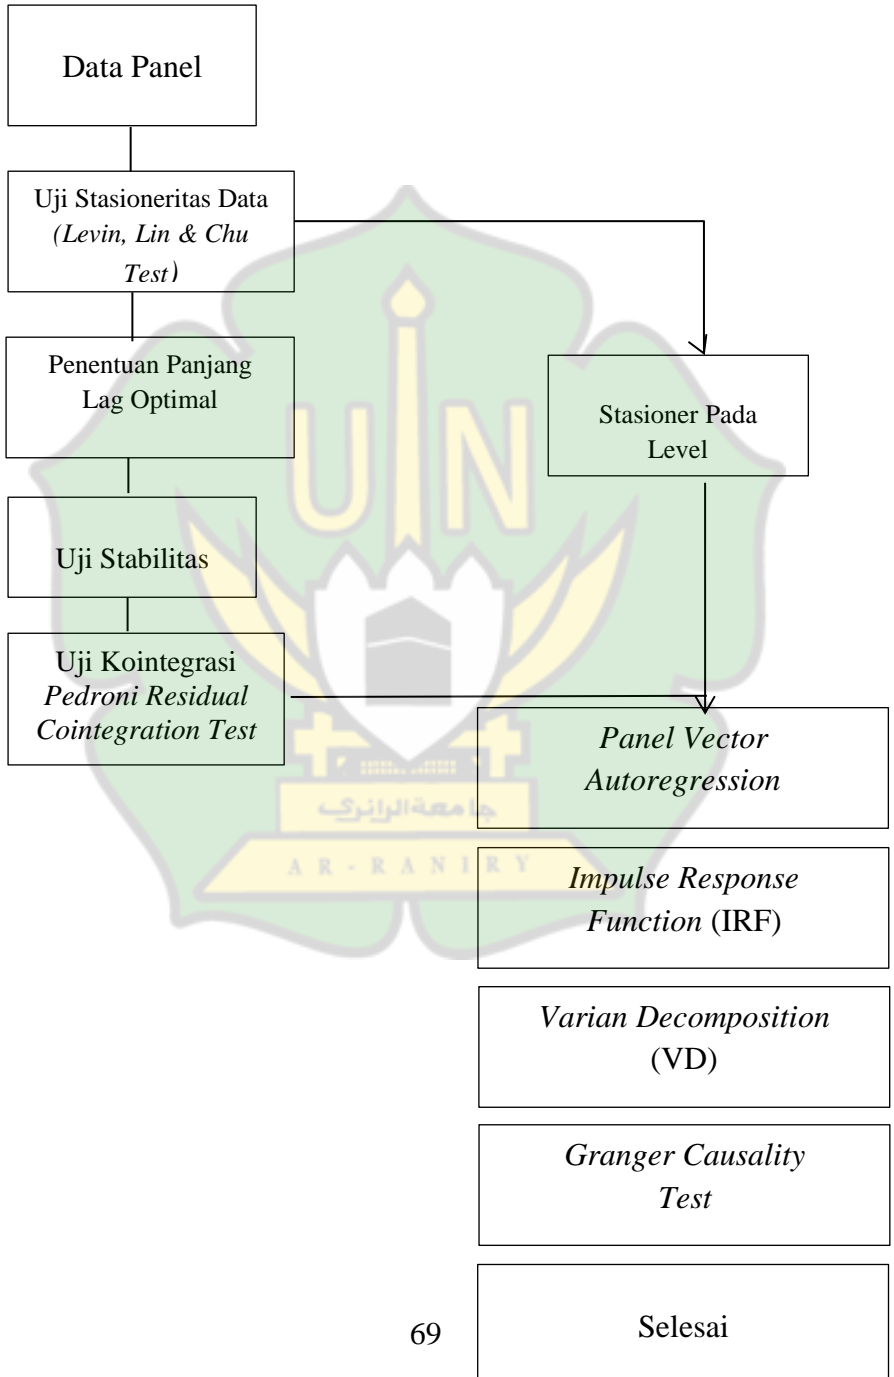 Data Panel
Uji Stasioneritas Data
(Levin, Lin & Chu
Test)
Penentuan Panjang
Lag Optimal
Stasioner Pada
Level
Uji Stabilitas
Uji Kointegrasi
Pedroni Residual
Cointegration Test
Panel Vector
Autoregression
Impulse Response
Function (IRF)
Varian Decomposition
(VD)
Granger Causality
Test
Selesai
69
UIN
جامعة الرانري
AR-RANIRY